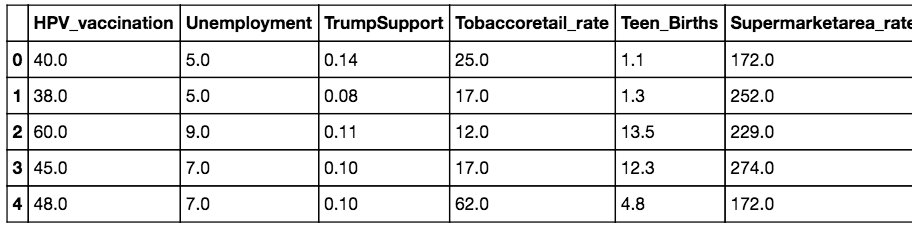 HPV_vaccination Unemployment TrumpSupport Tobaccoretail_rate Teen_Births Supermarketarea_rate
0 40.0 5.0 0.14 25.0 1.1 172.0
1 38.0 5.0 0.08 17.0 1.3 252.0
2 60.0 9.0 0.11 12.0 13.5 229.0
3 45.0 7.0 0.10 17.0 12.3 274.0
4 48.0 7.0 0.10 62.0 4.8 172.0